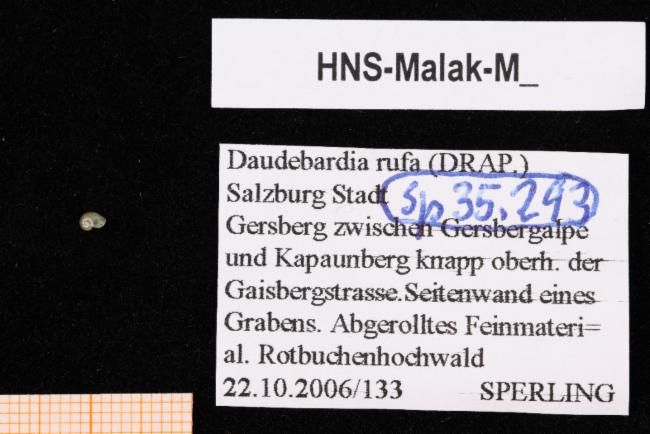 HNS-Malak-M_
Daudebardia rufa (DRAP.)
Salzburg Stadt
Sp 35.293
Gersberg zwischen Gersbergalpe
und Kapaunberg knapp oberh. der
Gaisbergstrasse.Seitenwand eines
Grabens. Abgerolltes Feinmateri=
al. Rotbuchenhochwald
22.10.2006/133 SPERLING